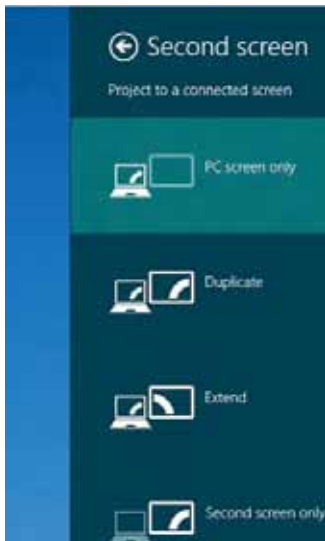 Second screen
Project to a connected screen
PC screen only
Duplicate
Extend
Second screen only